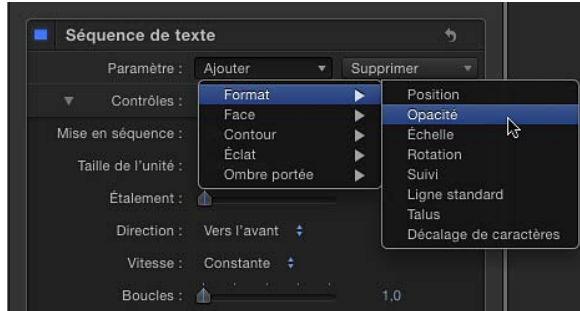 Séquence de texte
Paramètre : Ajouter Supprimer
Contrôles :
Mise en séquence :
Taille de l'unité :
Étalement :
Direction : Vers l'avant
Vitesse : Constante
Boucles : 1,0
Format
Face
Contour
Éclat
Ombre portée
Position
Opacité
Échelle
Rotation
Suivi
Ligne standard
Talus
Décalage de caractères